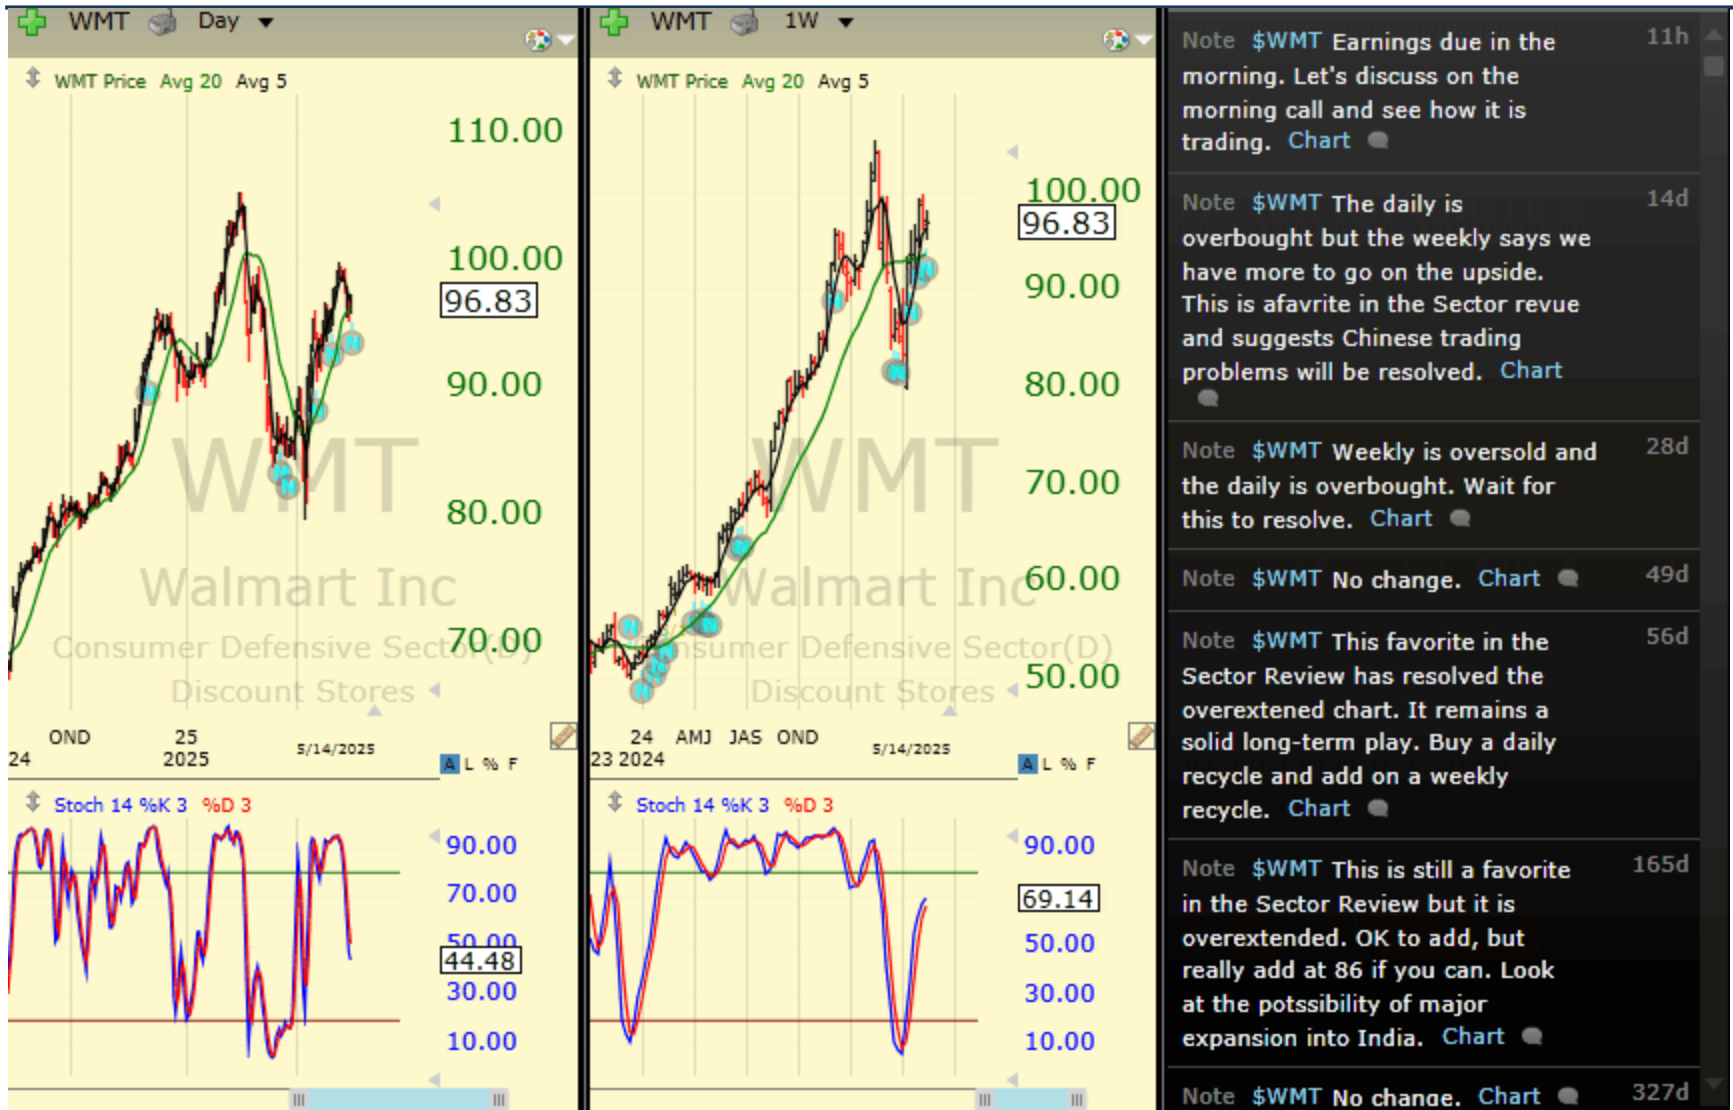 WMT Day
WMT Price Avg 20 Avg 5
110.00
100.00
96.83
90.00
80.00
70.00
WMT
Walmart Inc
Consumer Defensive Sector(D)
Discount Stores
OND 25 5/14/2025
24 2025
A L % F
Stoch 14 %K 3 %D 3
90.00
70.00
50.00
44.48
30.00
10.00
WMT 1W
WMT Price Avg 20 Avg 5
100.00
96.83
90.00
80.00
70.00
60.00
50.00
WMT
Walmart Inc
Consumer Defensive Sector(D)
Discount Stores
24 AMJ JAS OND 5/14/2025
23 2024
A L % F
Stoch 14 %K 3 %D 3
90.00
69.14
50.00
30.00
10.00
Note $WMT Earnings due in the 11h
morning. Let's discuss on the
morning call and see how it is
trading. Chart
Note $WMT The daily is 14d
overbought but the weekly says we
have more to go on the upside.
This is afavrite in the Sector revue
and suggests Chinese trading
problems will be resolved. Chart
Note $WMT Weekly is oversold and 28d
the daily is overbought. Wait for
this to resolve. Chart
Note $WMT No change. Chart 49d
Note $WMT This favorite in the 56d
Sector Review has resolved the
overextened chart. It remains a
solid long-term play. Buy a daily
recycle and add on a weekly
recycle. Chart
Note $WMT This is still a favorite 165d
in the Sector Review but it is
overextended. OK to add, but
really add at 86 if you can. Look
at the potssibility of major
expansion into India. Chart
Note $WMT No change. Chart 327d